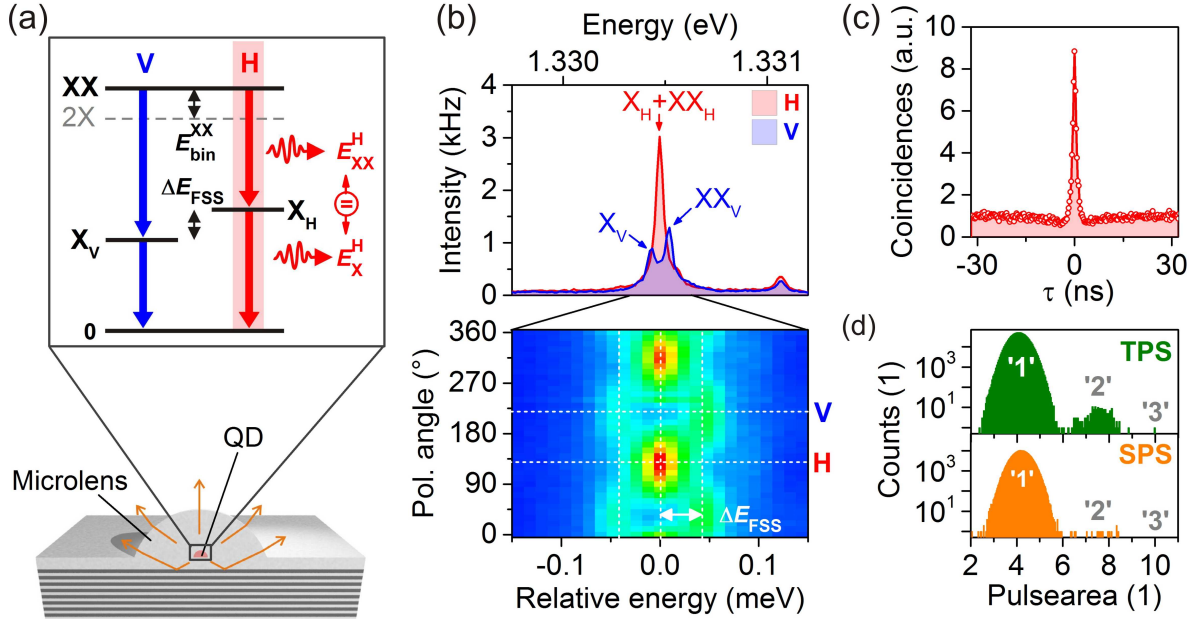 (a)
V H
XX
2X
E_bin^XX
E_XX^H
ΔE_FSS
=
X_H
X_V
E_X^H
0
QD
Microlens
(b)
Energy (eV)
1.330 1.331
4
3
2
1
0
Intensity (kHz)
X_H + XX_H
H
V
XX_V
X_V
360
270
180
90
0
Pol. angle (°)
V
H
ΔE_FSS
-0.1 0.0 0.1
Relative energy (meV)
(c)
Coincidences (a.u.)
10
8
6
4
2
0
-30 0 30
τ (ns)
(d)
Counts (1)
TPS
10^3
10^1
'1' '2' '3'
SPS
10^3
10^1
'1' '2' '3'
2 4 6 8 10
Pulsearea (1)